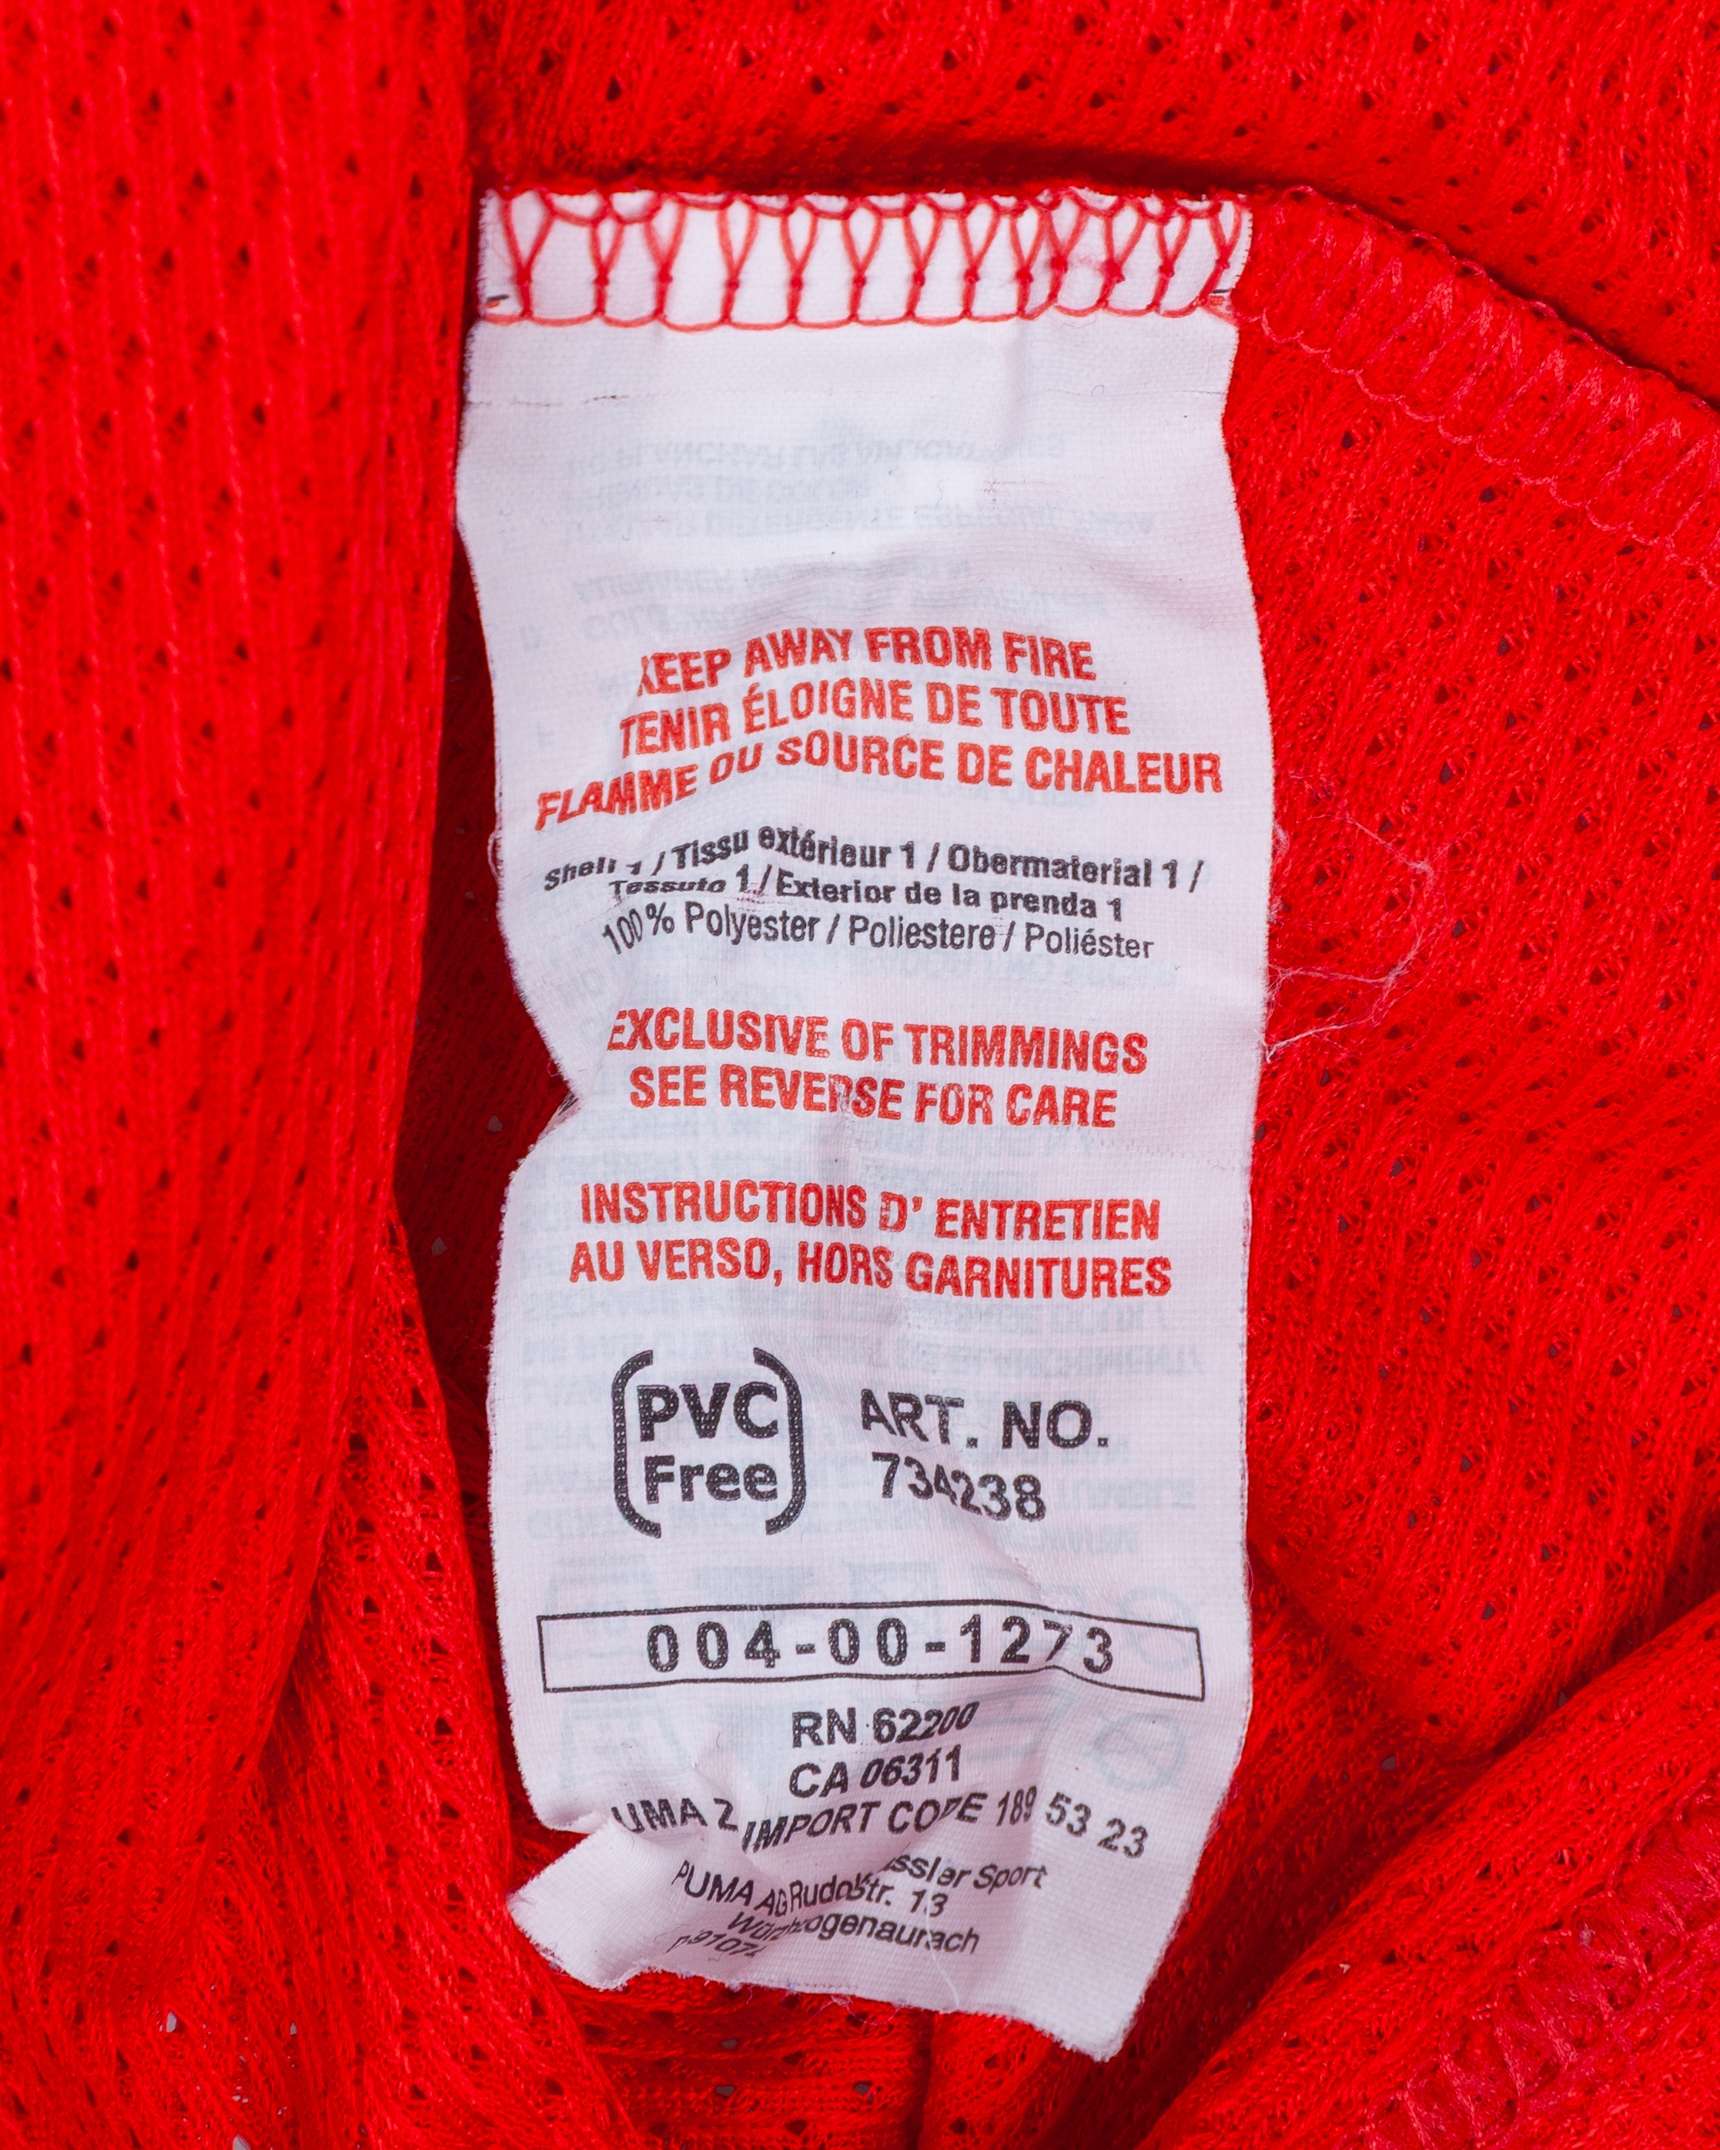 KEEP AWAY FROM FIRE
TENIR ÉLOIGNE DE TOUTE
FLAMME OU SOURCE DE CHALEUR
Shell 1 / Tissu extérieur 1 / Obermaterial 1 /
Tessuto 1 / Exterior de la prenda 1
100% Polyester / Poliestere / Poliéster
EXCLUSIVE OF TRIMMINGS
SEE REVERSE FOR CARE
INSTRUCTIONS D' ENTRETIEN
AU VERSO, HORS GARNITURES
PVC
Free
ART. NO.
734238
004-00-1273
RN 62200
CA 06311
IMPORT CODE 189 53 23
PUMA AG Sport
13